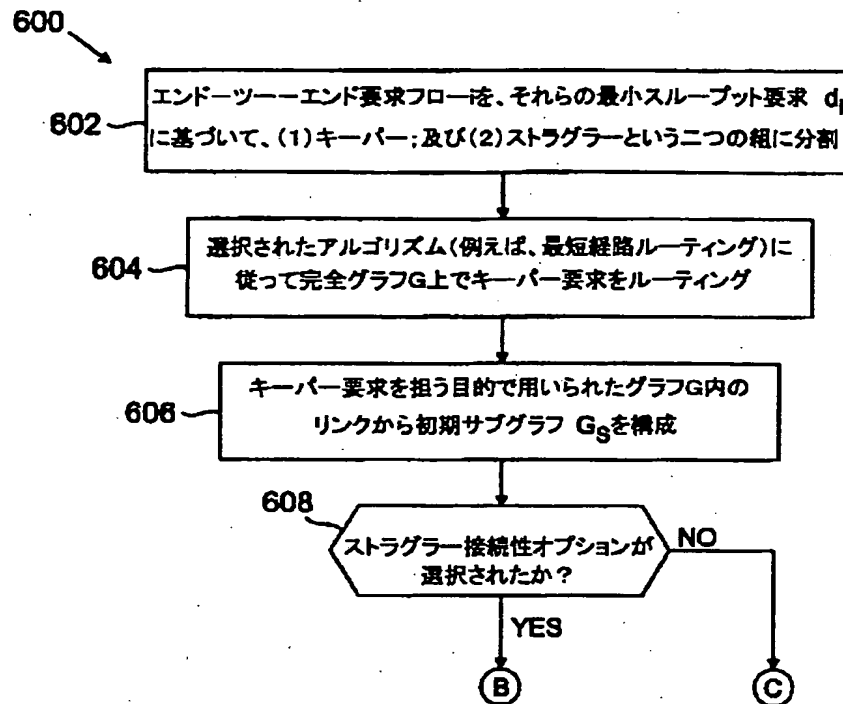 600
602
エンドーツーーエンド要求フローiを、それらの最小スループット要求 di
に基づいて、(1)キーパー;及び(2)ストラグラーという二つの組に分割
604
選択されたアルゴリズム(例えば、最短経路ルーティング)に
従って完全グラフG上でキーパー要求をルーティング
606
キーパー要求を担う目的で用いられたグラフG内の
リンクから初期サブグラフ GSを構成
608
ストラグラー接続性オプションが
選択されたか？
NO
YES
B
C